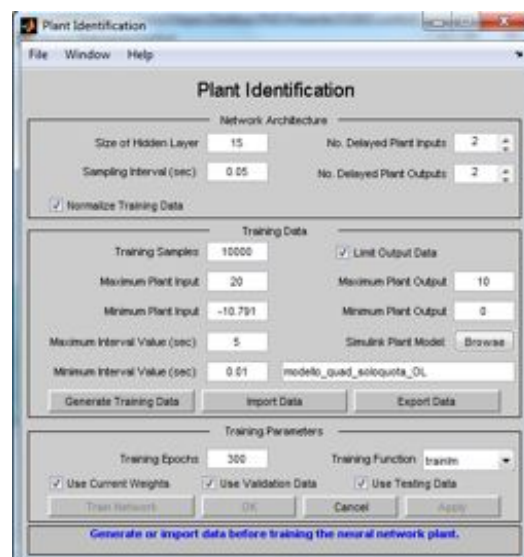 Plant Identification
File Window Help
Plant Identification
Network Architecture
Size of Hidden Layer 15 No. Delayed Plant Inputs 2
Sampling Interval (sec) 0.05 No. Delayed Plant Outputs 2
Normalize Training Data
Training Data
Training Samples 10000 Limit Output Data
Maximum Plant Input 20 Maximum Plant Output 10
Minimum Plant Input -10.791 Minimum Plant Output 0
Maximum Interval Value (sec) 5 Simulink Plant Model: Browse
Minimum Interval Value (sec) 0.01 modello_quad_soloquota_OL
Generate Training Data Import Data Export Data
Training Parameters
Training Epochs 300 Training Function trainlm
Use Current Weights Use Validation Data Use Testing Data
Train Network OK Cancel Apply
Generate or import data before training the neural network plant.